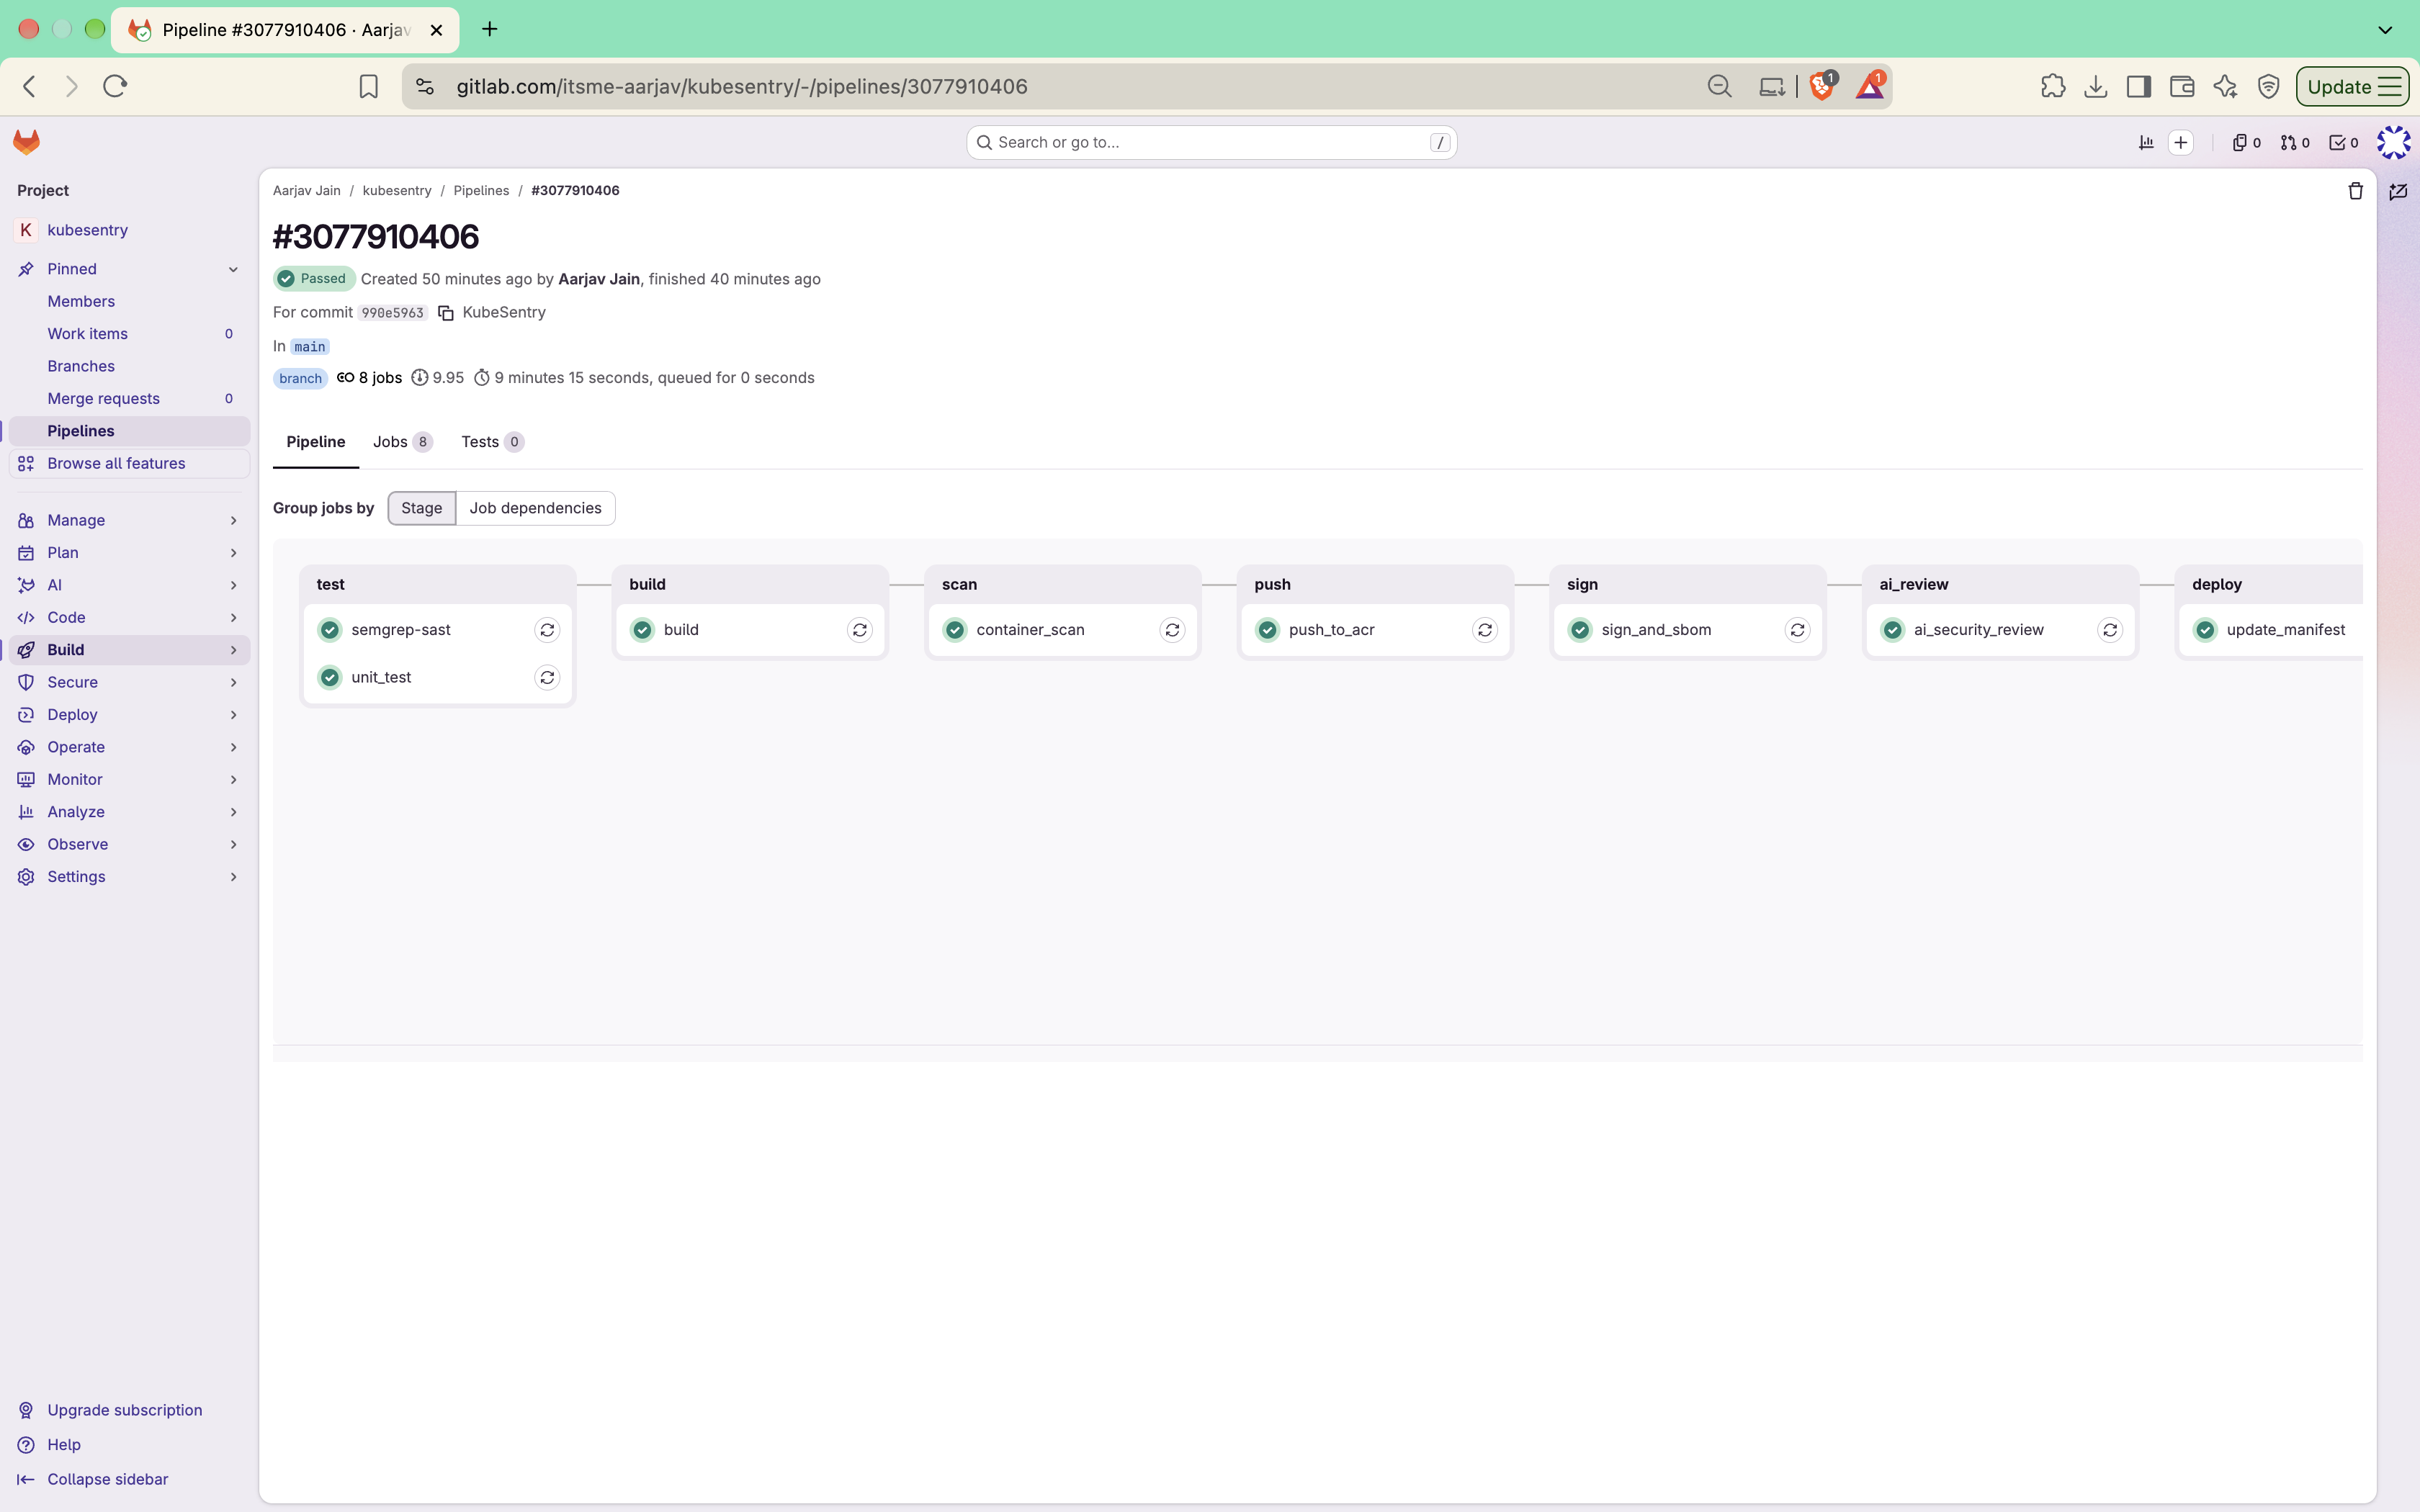 Pipeline #3077910406 · Aarjav
gitlab.com/itsme-aarjav/kubesentry/-/pipelines/3077910406
1
1
Update
Search or go to...
/
0
0
0
Project
K kubesentry
Pinned
Members
Work items 0
Branches
Merge requests 0
Pipelines
Browse all features
Manage
Plan
AI
Code
Build
Secure
Deploy
Operate
Monitor
Analyze
Observe
Settings
Upgrade subscription
Help
Collapse sidebar
Aarjav Jain / kubesentry / Pipelines / #3077910406
#3077910406
Passed Created 50 minutes ago by Aarjav Jain, finished 40 minutes ago
For commit 990e5963 KubeSentry
In main
branch 8 jobs 9.95 9 minutes 15 seconds, queued for 0 seconds
Pipeline Jobs 8 Tests 0
Group jobs by Stage Job dependencies
test
semgrep-sast
unit_test
build
build
scan
container_scan
push
push_to_acr
sign
sign_and_sbom
ai_review
ai_security_review
deploy
update_manifest